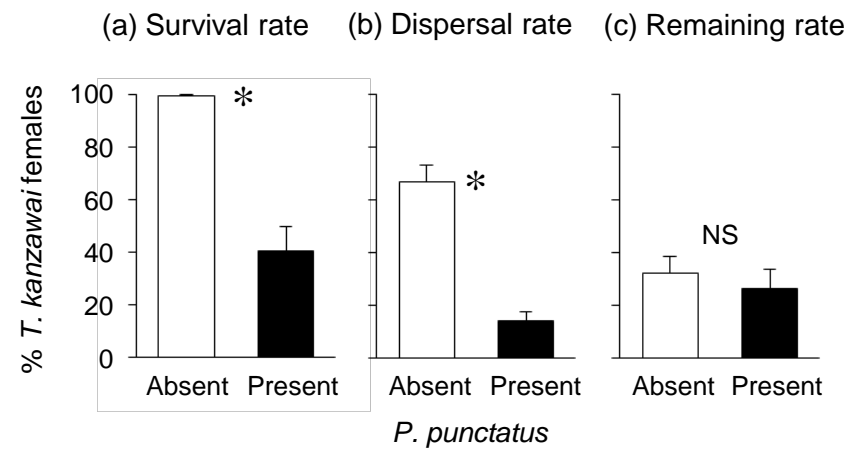 (a) Survival rate (b) Dispersal rate (c) Remaining rate
% T. kanzawai females
100
80
60
40
20
0
*
*
NS
Absent Present Absent Present Absent Present
P. punctatus